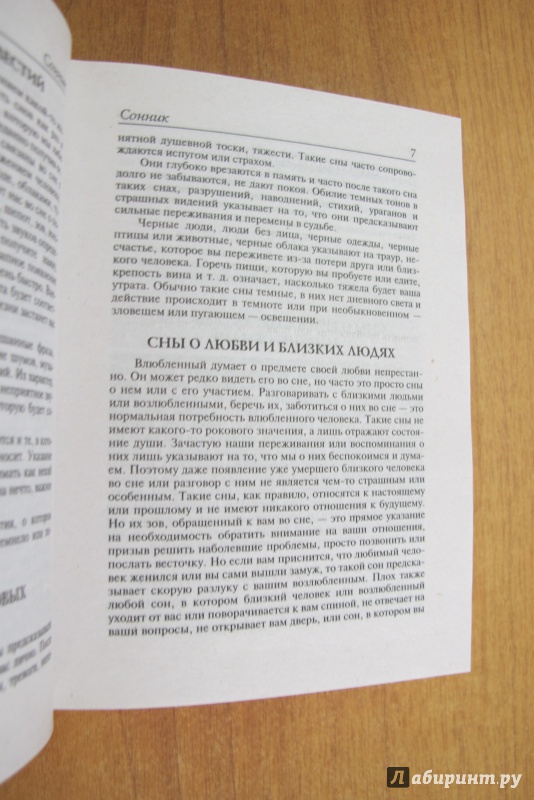 Сонник
7
ВЕСТИЙ
ОВЫХ
нятной душевной тоски, тяжести. Такие сны часто сопрово-
ждаются испугом или страхом.
Они глубоко врезаются в память и часто после такого сна
долго не забываются, не дают покоя. Обилие темных тонов в
таких снах, разрушений, наводнений, стихий, ураганов и
страшных видений указывает на то, что они предсказывают
сильные переживания и перемены в судьбе.
Черные люди, люди без лица, черные одежды, черные
птицы или животные, черные облака указывают на траур, не-
счастье, которое вы переживете из-за потери друга или близ-
кого человека. Горечь пищи, которую вы пробуете или едите,
крепость вина и т. д. означает, насколько тяжела будет ваша
утрата. Обычно такие сны темные, в них нет дневного света и
действие происходит в темноте или при необыкновенном —
зловещем или пугающем — освещении.
СНЫ О ЛЮБВИ И БЛИЗКИХ ЛЮДЯХ
Влюбленный думает о предмете своей любви непрестан-
но. Он может редко видеть его во сне, но часто это просто сны
о нем или с его участием. Разговаривать с близкими людьми
или возлюбленными, беречь их, заботиться о них во сне — это
нормальная потребность влюбленного человека. Такие сны не
имеют какого-то рокового значения, а лишь отражают состоя-
ние души. Зачастую наши переживания или воспоминания о
них лишь указывают на то, что мы о них беспокоимся и дума-
ем. Поэтому даже появление уже умершего близкого человека
во сне или разговор с ним не является чем-то страшным или
особенным. Такие сны, как правило, относятся к настоящему
или прошлому и не имеют никакого отношения к будущему.
Но их зов, обращенный к вам во сне, — это прямое указание
на необходимость обратить внимание на ваши отношения,
призыв решить наболевшие проблемы, просто позвонить или
послать весточку. Но если вам приснится, что любимый чело-
век женился или вы сами вышли замуж, то такой сон предска-
зывает скорую разлуку с вашим возлюбленным. Плох также
любой сон, в котором близкий человек или возлюбленный
уходит от вас или поворачивается к вам спиной, не отвечает на
ваши вопросы, не открывает вам дверь, или сон, в котором вы
Лабиринт.ру